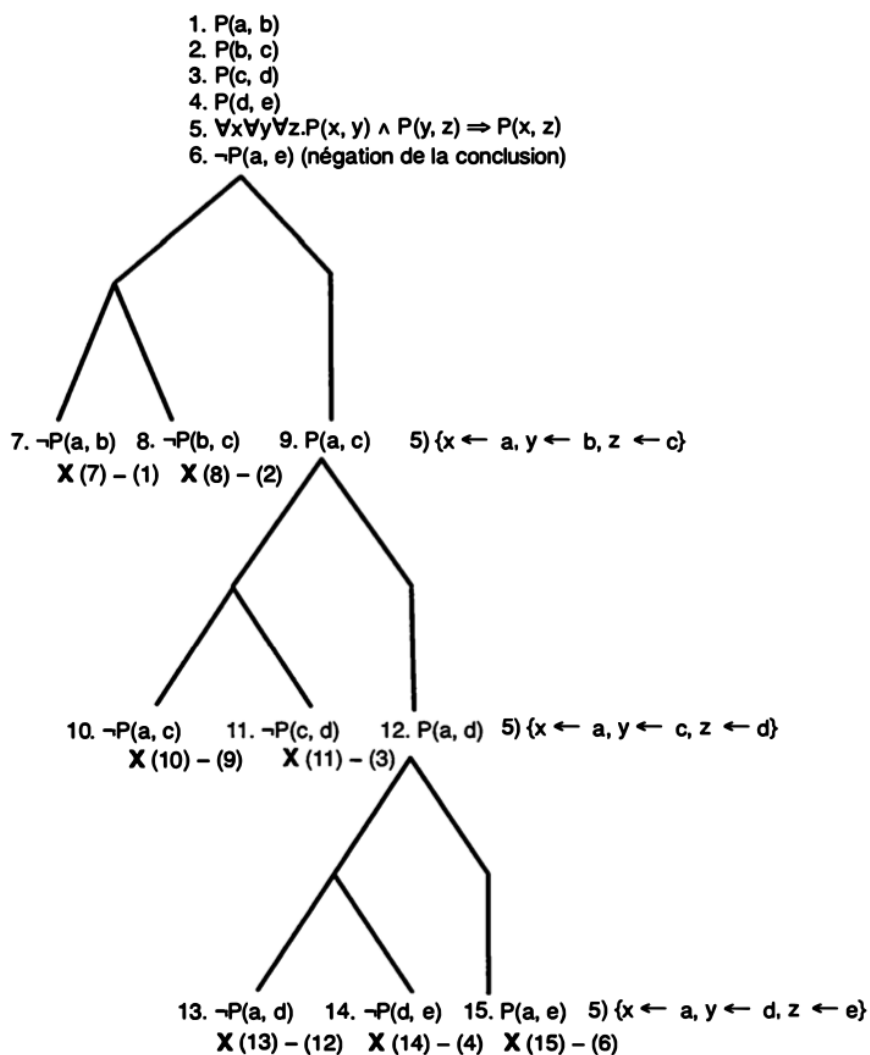 1. P(a, b)
2. P(b, c)
3. P(c, d)
4. P(d, e)
5. ∀x∀y∀z.P(x, y) ∧ P(y, z) ⇒ P(x, z)
6. ¬P(a, e) (négation de la conclusion)
7. ¬P(a, b) 8. ¬P(b, c) 9. P(a, c) 5) {x ← a, y ← b, z ← c}
X (7) – (1) X (8) – (2)
10. ¬P(a, c) 11. ¬P(c, d) 12. P(a, d) 5) {x ← a, y ← c, z ← d}
X (10) – (9) X (11) – (3)
13. ¬P(a, d) 14. ¬P(d, e) 15. P(a, e) 5) {x ← a, y ← d, z ← e}
X (13) – (12) X (14) – (4) X (15) – (6)